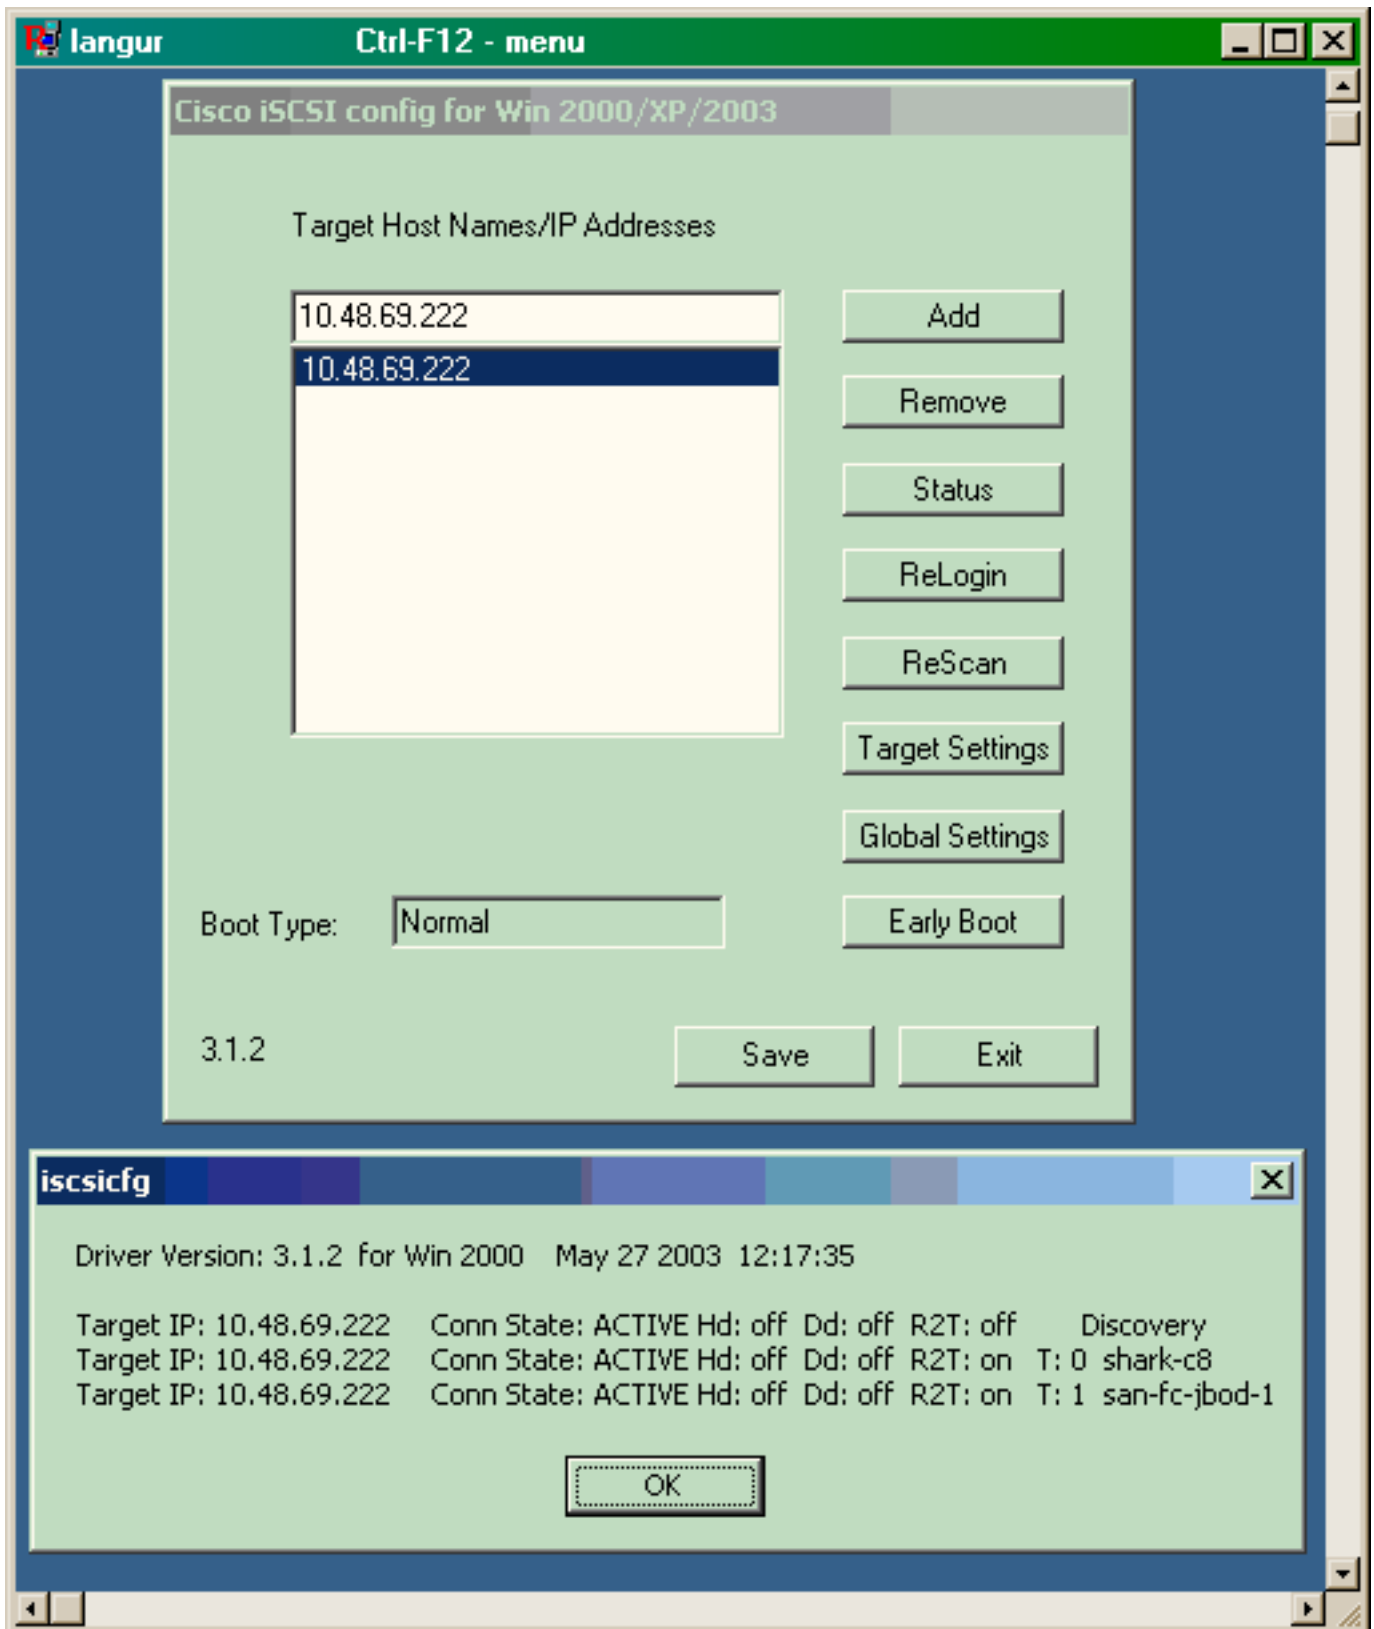 langur Ctrl-F12 - menu
Cisco iSCSI config for Win 2000/XP/2003
Target Host Names/IP Addresses
10.48.69.222
Add
10.48.69.222
Remove
Status
ReLogin
ReScan
Target Settings
Global Settings
Boot Type: Normal
Early Boot
3.1.2
Save
Exit
iscsicfg
Driver Version: 3.1.2 for Win 2000 May 27 2003 12:17:35
Target IP: 10.48.69.222 Conn State: ACTIVE Hd: off Dd: off R2T: off Discovery
Target IP: 10.48.69.222 Conn State: ACTIVE Hd: off Dd: off R2T: on T: 0 shark-c8
Target IP: 10.48.69.222 Conn State: ACTIVE Hd: off Dd: off R2T: on T: 1 san-fc-jbod-1
OK